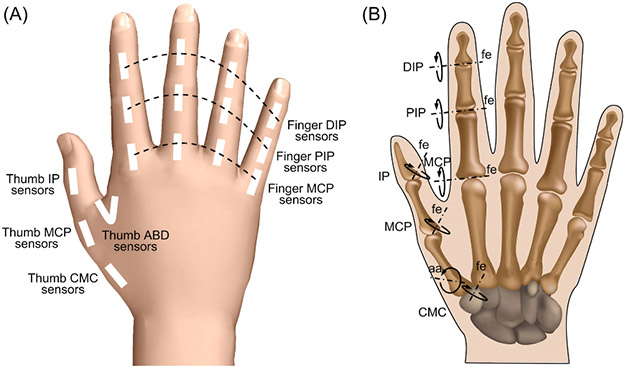 (A)
Finger DIP
sensors
Finger PIP
sensors
Finger MCP
sensors
Thumb IP
sensors
Thumb MCP
sensors
Thumb ABD
sensors
Thumb CMC
sensors
(B)
DIP
fe
PIP
fe
fe
MCP
IP
fe
fe
MCP
aa
fe
CMC